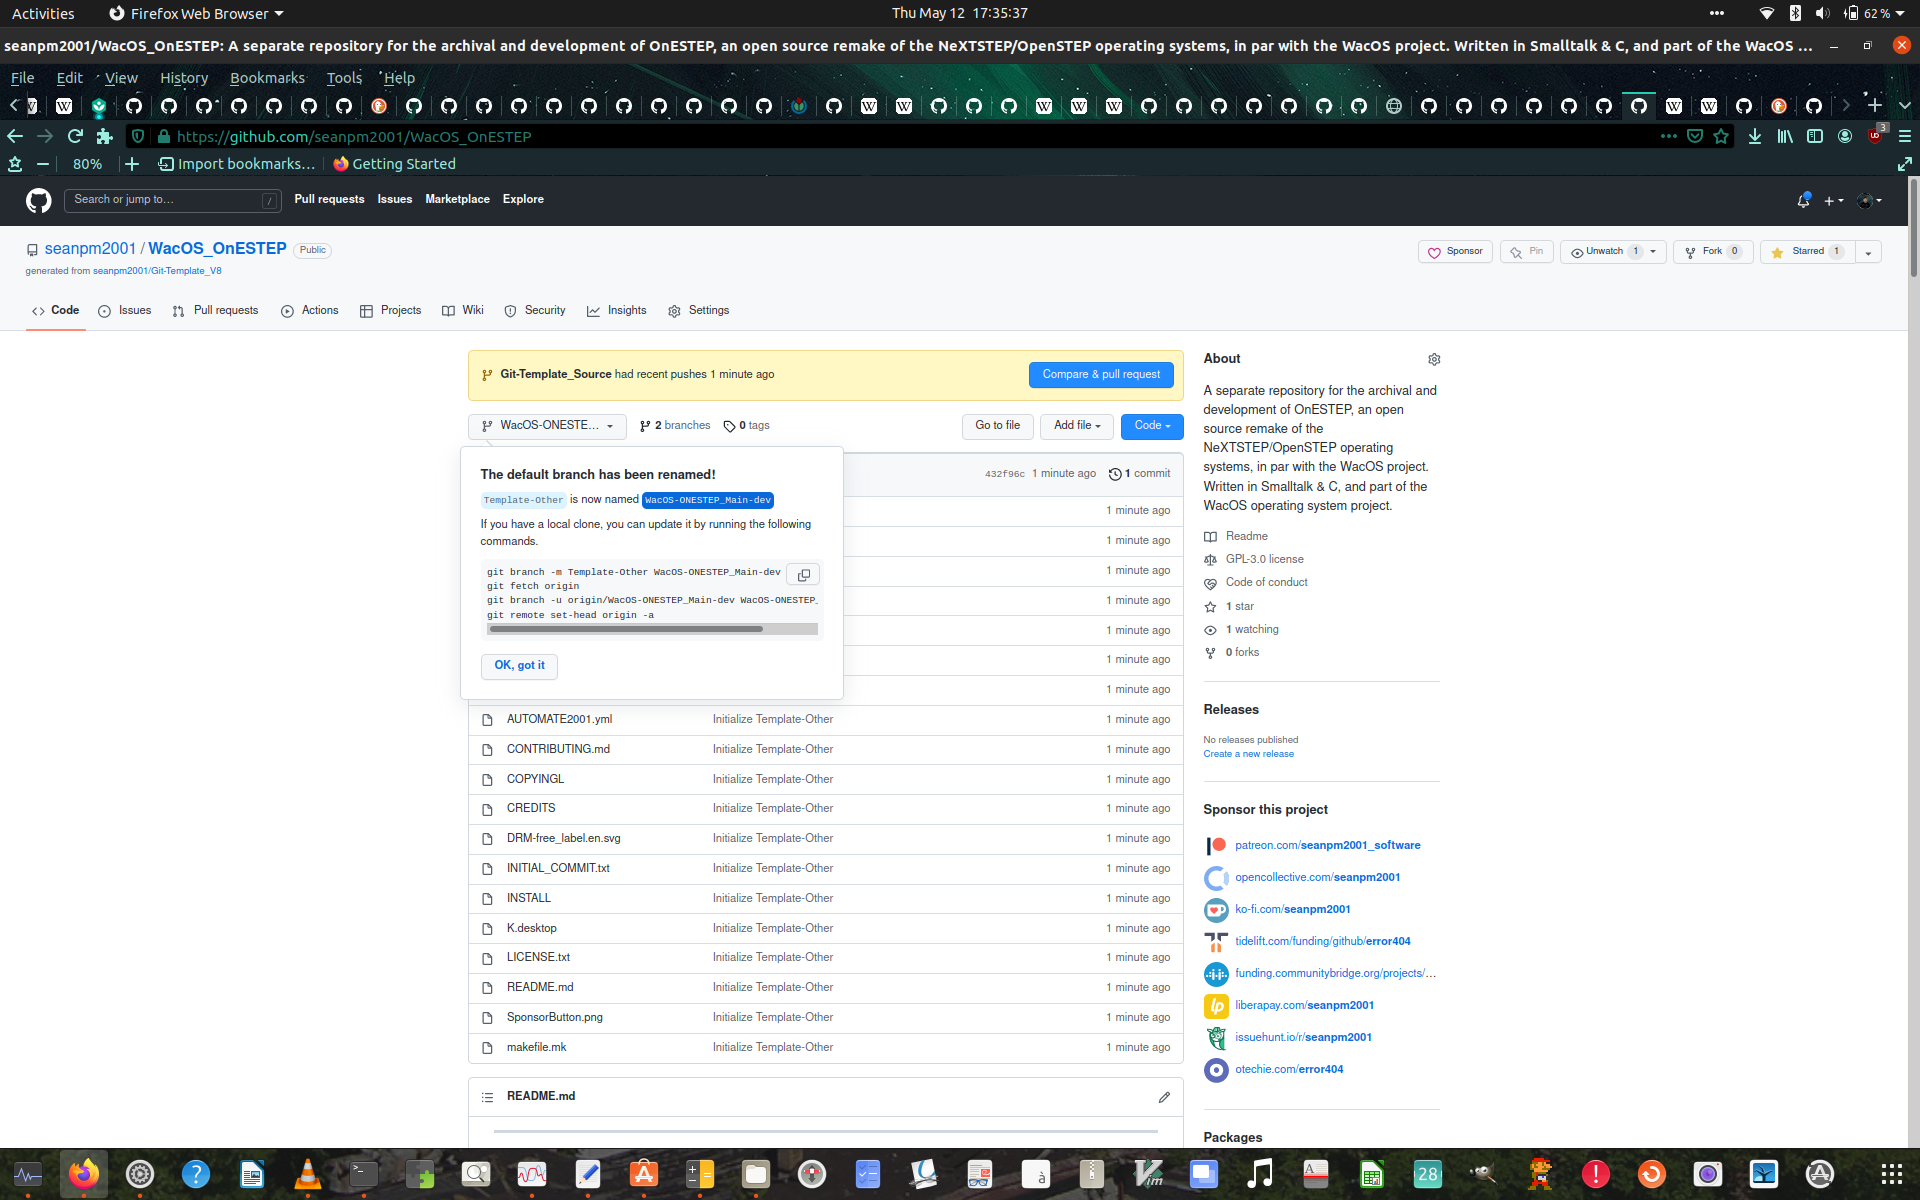 Activities
Firefox Web Browser
Thu May 12 17:35:37
62 %
seanpm2001/WacOS_OnESTEP: A separate repository for the archival and development of OnESTEP, an open source remake of the NeXTSTEP/OpenSTEP operating systems, in par with the WacOS project. Written in Smalltalk & C, and part of the WacOS ...
File Edit View History Bookmarks Tools Help
https://github.com/seanpm2001/WacOS_OnESTEP
3
80%
Import bookmarks...
Getting Started
Search or jump to...
/
Pull requests Issues Marketplace Explore
seanpm2001 / WacOS_OnESTEP Public
generated from seanpm2001/Git-Template_V8
Sponsor
Pin
Unwatch 1
Fork 0
Starred 1
Code Issues Pull requests Actions Projects Wiki Security Insights Settings
Git-Template_Source had recent pushes 1 minute ago
Compare & pull request
WacOS-ONESTE...
2 branches
0 tags
Go to file
Add file
Code
The default branch has been renamed!
Template-Other is now named WacOS-ONESTEP_Main-dev
If you have a local clone, you can update it by running the following
commands.
git branch -m Template-Other WacOS-ONESTEP_Main-dev
git fetch origin
git branch -u origin/WacOS-ONESTEP_Main-dev WacOS-ONESTEP_
git remote set-head origin -a
OK, got it
432f96c 1 minute ago 1 commit
1 minute ago
1 minute ago
1 minute ago
1 minute ago
1 minute ago
1 minute ago
1 minute ago
AUTOMATE2001.yml Initialize Template-Other 1 minute ago
CONTRIBUTING.md Initialize Template-Other 1 minute ago
COPYINGL Initialize Template-Other 1 minute ago
CREDITS Initialize Template-Other 1 minute ago
DRM-free_label.en.svg Initialize Template-Other 1 minute ago
INITIAL_COMMIT.txt Initialize Template-Other 1 minute ago
INSTALL Initialize Template-Other 1 minute ago
K.desktop Initialize Template-Other 1 minute ago
LICENSE.txt Initialize Template-Other 1 minute ago
README.md Initialize Template-Other 1 minute ago
SponsorButton.png Initialize Template-Other 1 minute ago
makefile.mk Initialize Template-Other 1 minute ago
README.md
About
A separate repository for the archival and
development of OnESTEP, an open
source remake of the
NeXTSTEP/OpenSTEP operating
systems, in par with the WacOS project.
Written in Smalltalk & C, and part of the
WacOS operating system project.
Readme
GPL-3.0 license
Code of conduct
1 star
1 watching
0 forks
Releases
No releases published
Create a new release
Sponsor this project
patreon.com/seanpm2001_software
opencollective.com/seanpm2001
ko-fi.com/seanpm2001
tidelift.com/funding/github/error404
funding.communitybridge.org/projects/...
liberapay.com/seanpm2001
issuehunt.io/r/seanpm2001
otechie.com/error404
Packages
28